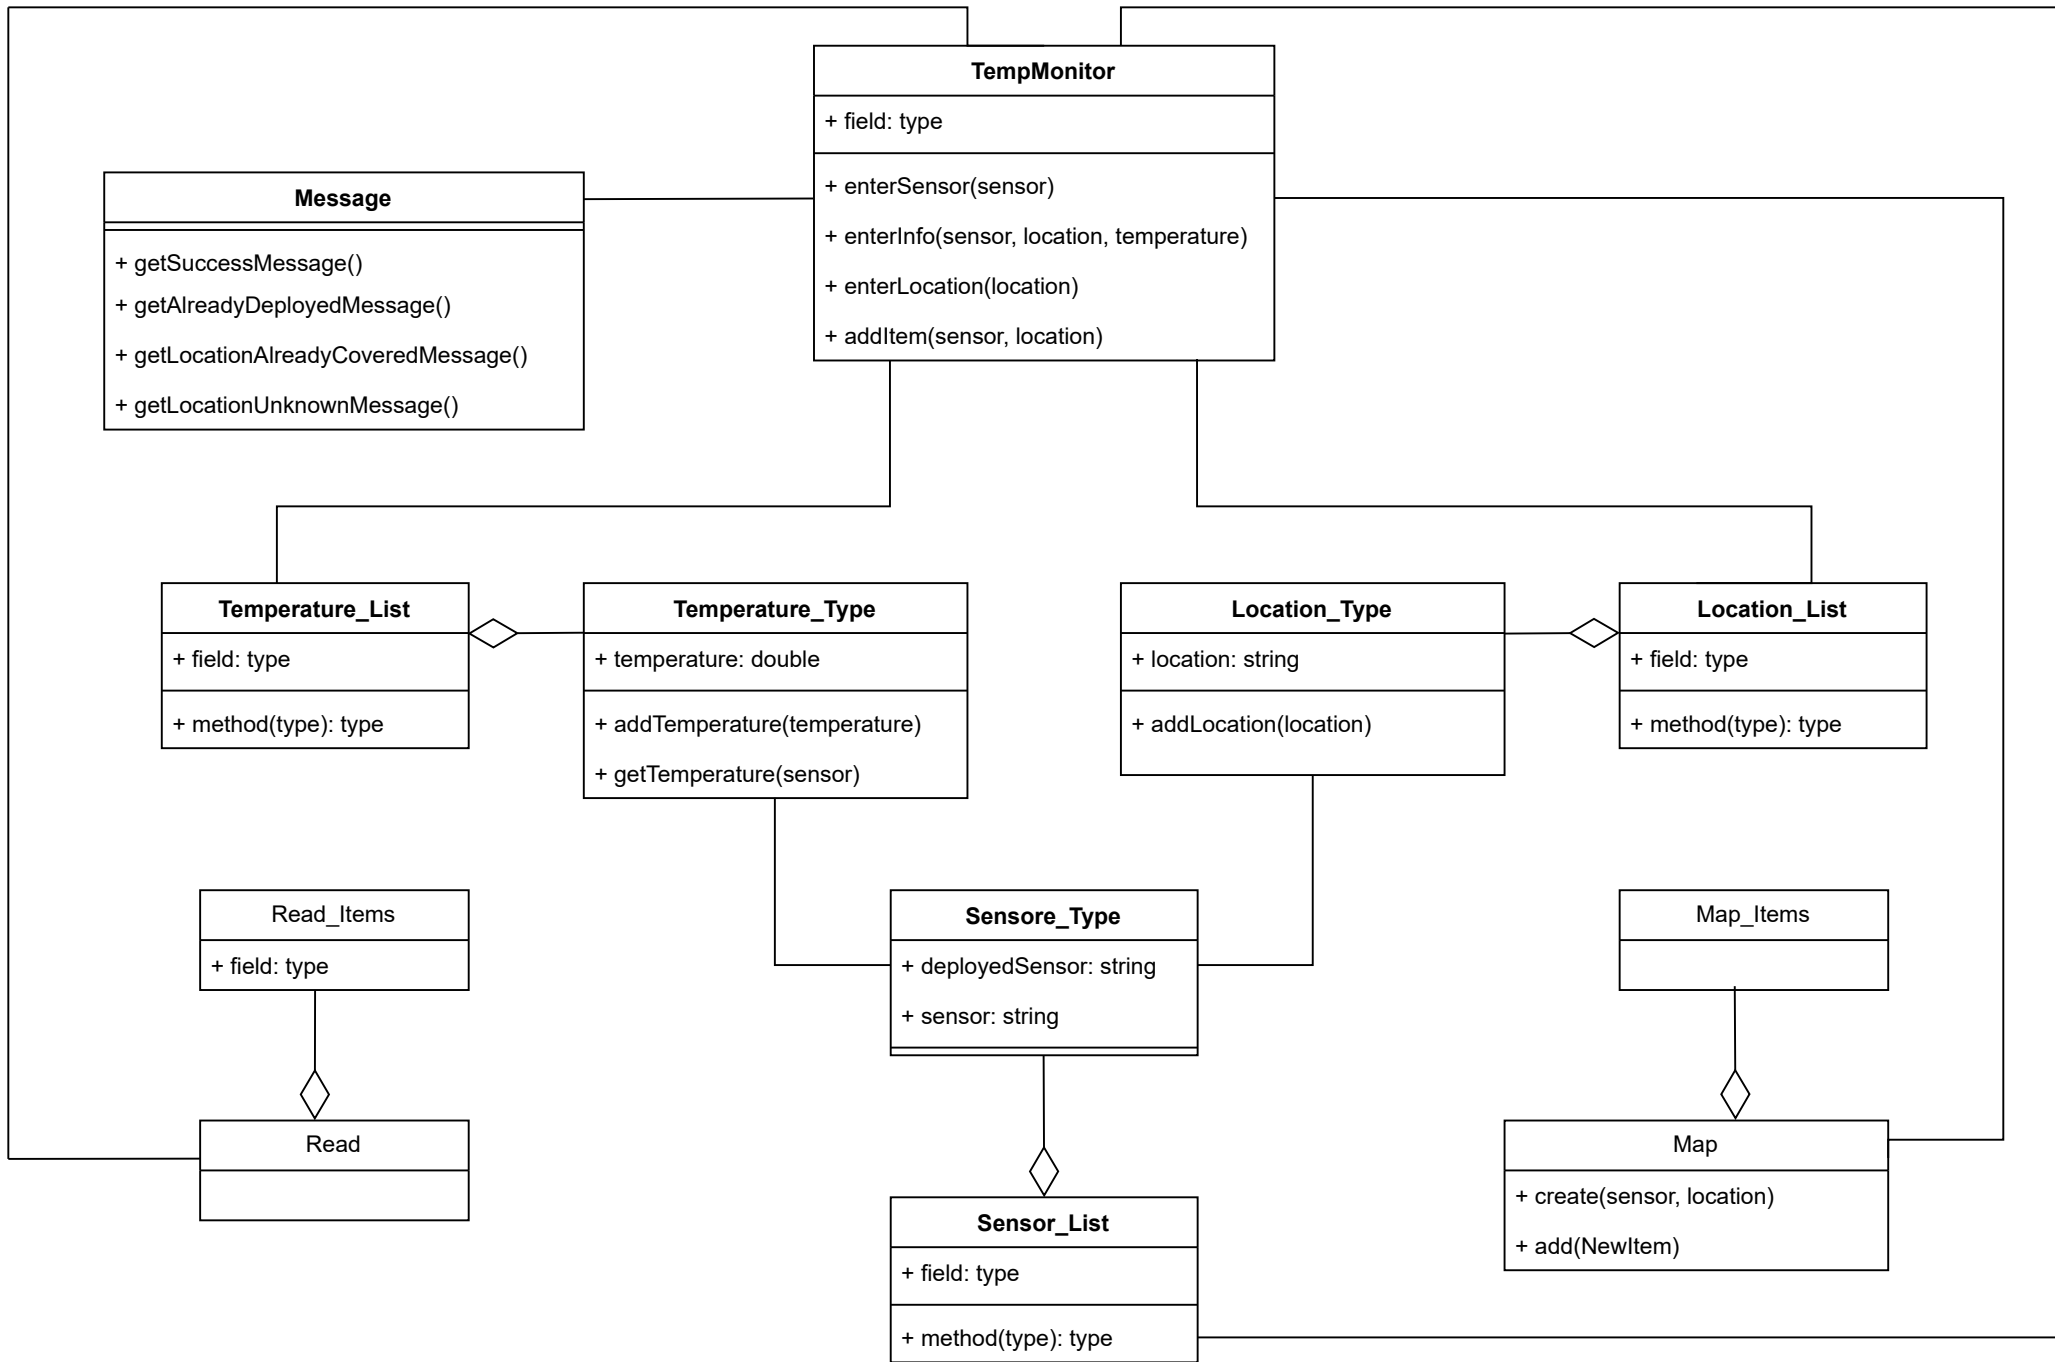 TempMonitor
+ field: type
+ enterSensor(sensor)
+ enterInfo(sensor, location, temperature)
+ enterLocation(location)
+ addItem(sensor, location)
Message
+ getSuccessMessage()
+ getAlreadyDeployedMessage()
+ getLocationAlreadyCoveredMessage()
+ getLocationUnknownMessage()
Temperature_List
+ field: type
+ method(type): type
Temperature_Type
+ temperature: double
+ addTemperature(temperature)
+ getTemperature(sensor)
Location_Type
+ location: string
+ addLocation(location)
Location_List
+ field: type
+ method(type): type
Read_Items
+ field: type
Sensore_Type
+ deployedSensor: string
+ sensor: string
Map_Items
Read
Sensor_List
+ field: type
+ method(type): type
Map
+ create(sensor, location)
+ add(NewItem)